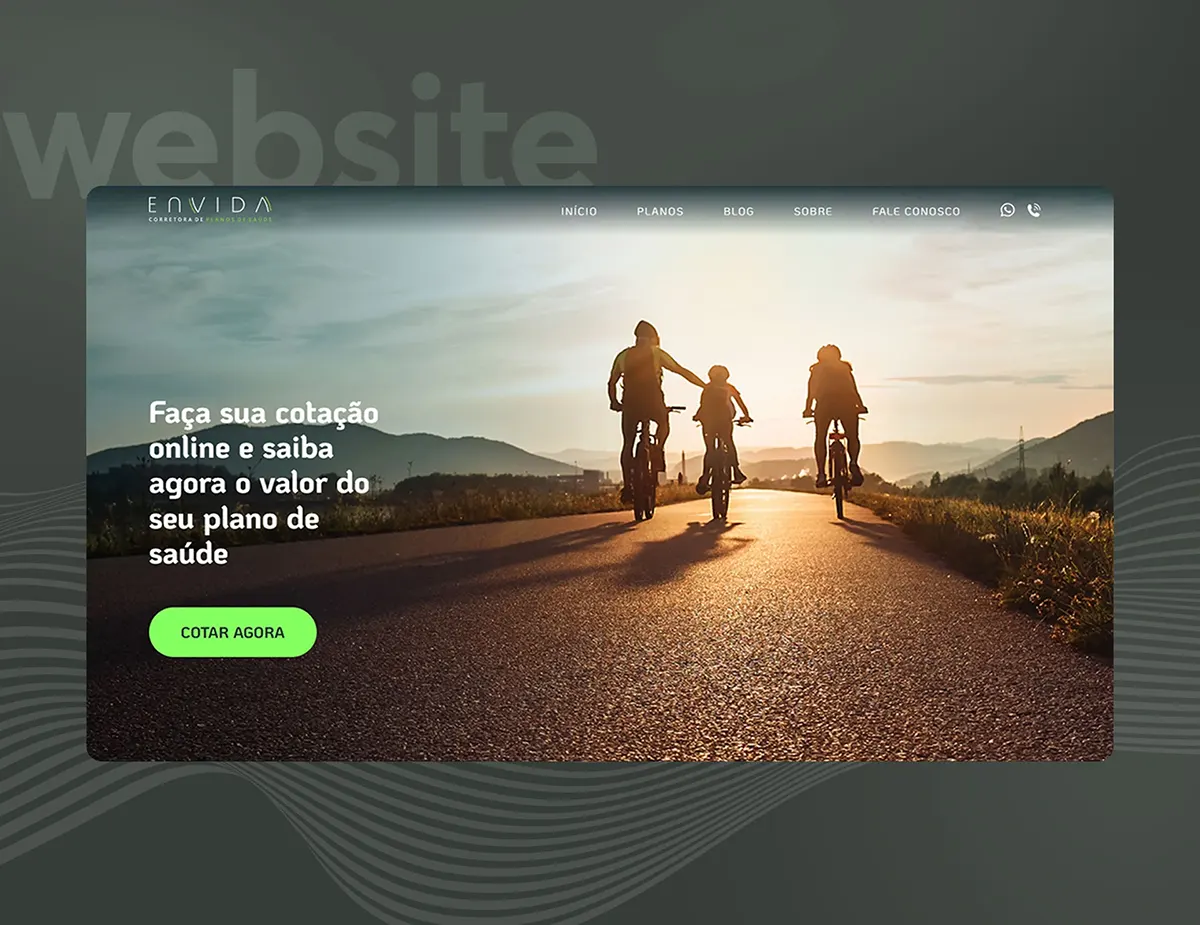 website
ENVIDA
CORRETORA DE PLANOS DE SAÚDE
INÍCIO
PLANOS
BLOG
SOBRE
FALE CONOSCO
Faça sua cotação
online e saiba
agora o valor do
seu plano de
saúde
COTAR AGORA